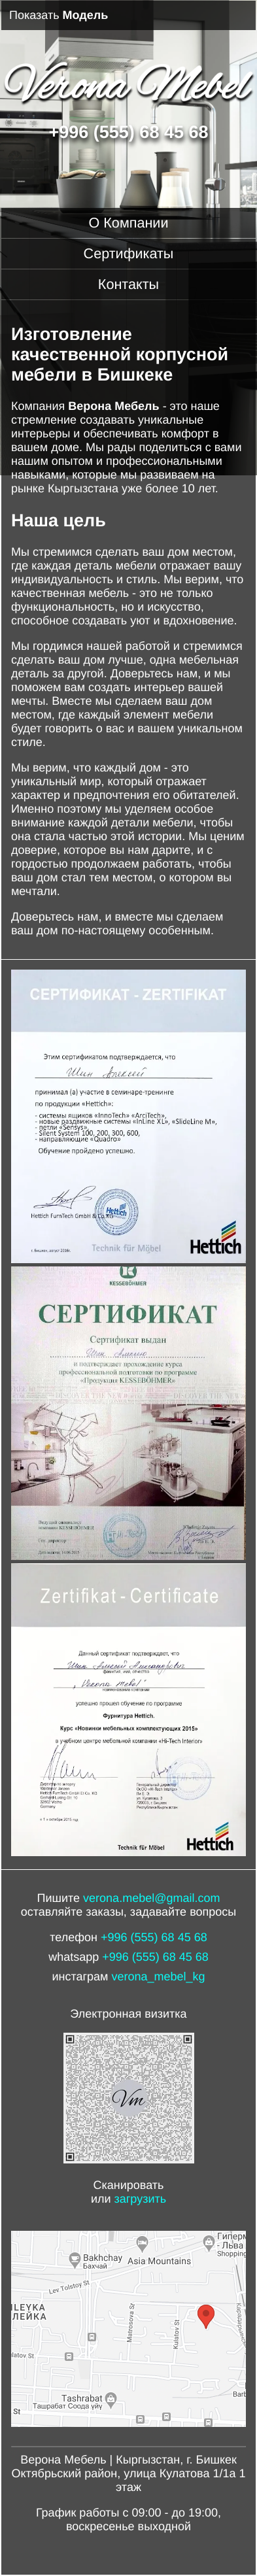 Показать Модель
Verona Mebel
+996 (555) 68 45 68
О Компании
Сертификаты
Контакты
Изготовление
качественной корпусной
мебели в Бишкеке
Компания Верона Мебель - это наше
стремление создавать уникальные
интерьеры и обеспечивать комфорт в
вашем доме. Мы рады поделиться с вами
нашим опытом и профессиональными
навыками, которые мы развиваем на
рынке Кыргызстана уже более 10 лет.
Наша цель
Мы стремимся сделать ваш дом местом,
где каждая деталь мебели отражает вашу
индивидуальность и стиль. Мы верим, что
качественная мебель - это не только
функциональность, но и искусство,
способное создавать уют и вдохновение.
Мы гордимся нашей работой и стремимся
сделать ваш дом лучше, одна мебельная
деталь за другой. Доверьтесь нам, и мы
поможем вам создать интерьер вашей
мечты. Вместе мы сделаем ваш дом
местом, где каждый элемент мебели
будет говорить о вас и вашем уникальном
стиле.
Мы верим, что каждый дом - это
уникальный мир, который отражает
характер и предпочтения его обитателей.
Именно поэтому мы уделяем особое
внимание каждой детали мебели, чтобы
она стала частью этой истории. Мы ценим
доверие, которое вы нам дарите, и с
гордостью продолжаем работать, чтобы
ваш дом стал тем местом, о котором вы
мечтали.
Доверьтесь нам, и вместе мы сделаем
ваш дом по-настоящему особенным.
СЕРТИФИКАТ - ZERTIFIKAT
Этим сертификатом подтверждается, что
Шин Алексей
принимал (а) участие в семинаре-тренинге
по продукции «Hettich»:
- системы ящиков «InnoTech» «ArciTech»,
- новые раздвижные системы «InLine XL», «SlideLine M»,
- петли «Sensys»,
- Silent System 100, 200, 300, 600,
- направляющие «Quadro»
Обучение пройдено успешно.
Hettich FurnTech GmbH & Co.KG
Technik für Möbel
Hettich
KESSEBÖHMER
СЕРТИФИКАТ
Сертификат выдан
и подтверждает прохождение курса
профессиональной подготовки по программе
«Продукция KESSEBÖHMER»
Zertifikat - Certificate
Данный сертификат подтверждает, что
фамилия, имя, отчество
„Verona mebel“
успешно прошел обучение по программе
Фурнитура Hettich.
Курс «Новинки мебельных комплектующих 2015»
в учебном центре мебельной компании «Hi-Tech Interior»
Technik für Möbel
Hettich
Пишите verona.mebel@gmail.com
оставляйте заказы, задавайте вопросы
телефон +996 (555) 68 45 68
whatsapp +996 (555) 68 45 68
инстаграм verona_mebel_kg
Электронная визитка
Vm
Сканировать
или загрузить
Гиперм
- Льва
Shopping
Bakhchay
Бахчай
Asia Mountains
Lev Tolstoy St
ILEYKA
ЛЕЙКА
Matrosova St
Kulatov St
latov St
Barb
Tashrabat
Ташрабат Соода үйү
St
Верона Мебель | Кыргызстан, г. Бишкек
Октябрьский район, улица Кулатова 1/1а 1
этаж
График работы с 09:00 - до 19:00,
воскресенье выходной